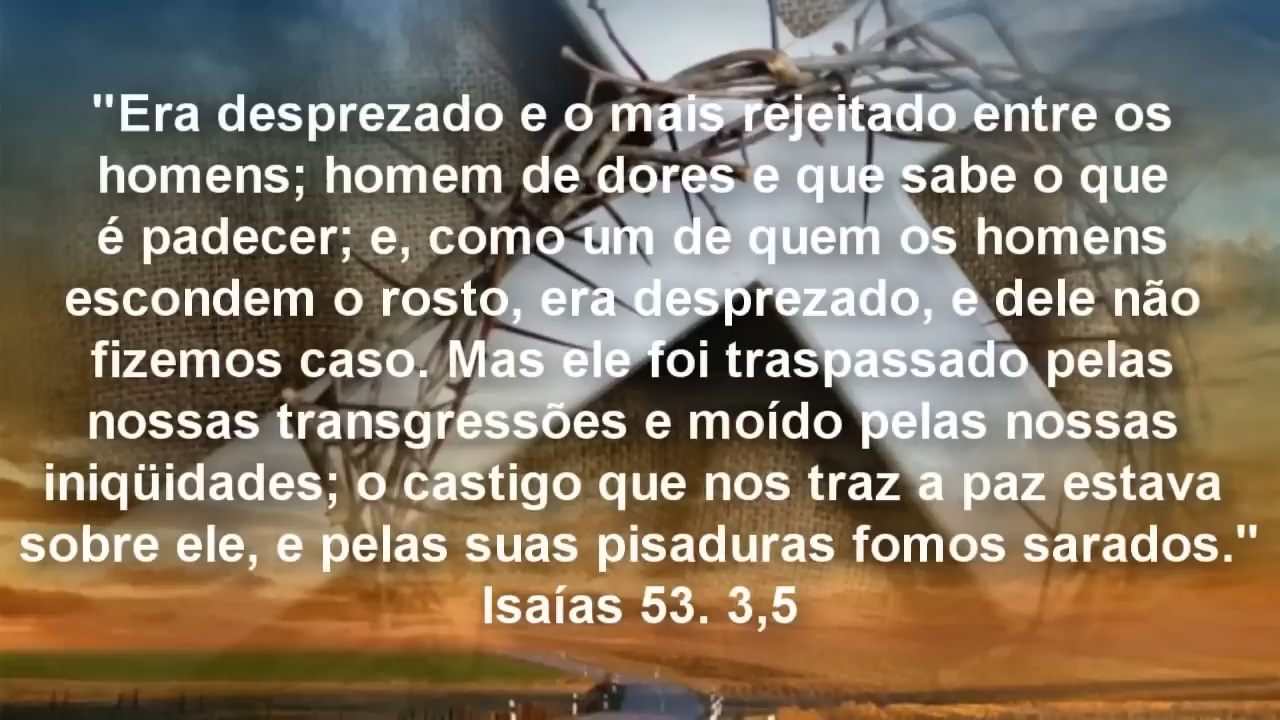 "Era desprezado e o mais rejeitado entre os
homens; homem de dores e que sabe o que
é padecer; e, como um de quem os homens
escondem o rosto, era desprezado, e dele não
fizemos caso. Mas ele foi traspassado pelas
nossas transgressões e moído pelas nossas
iniqüidades; o castigo que nos traz a paz estava
sobre ele, e pelas suas pisaduras fomos sarados."
Isaías 53. 3,5